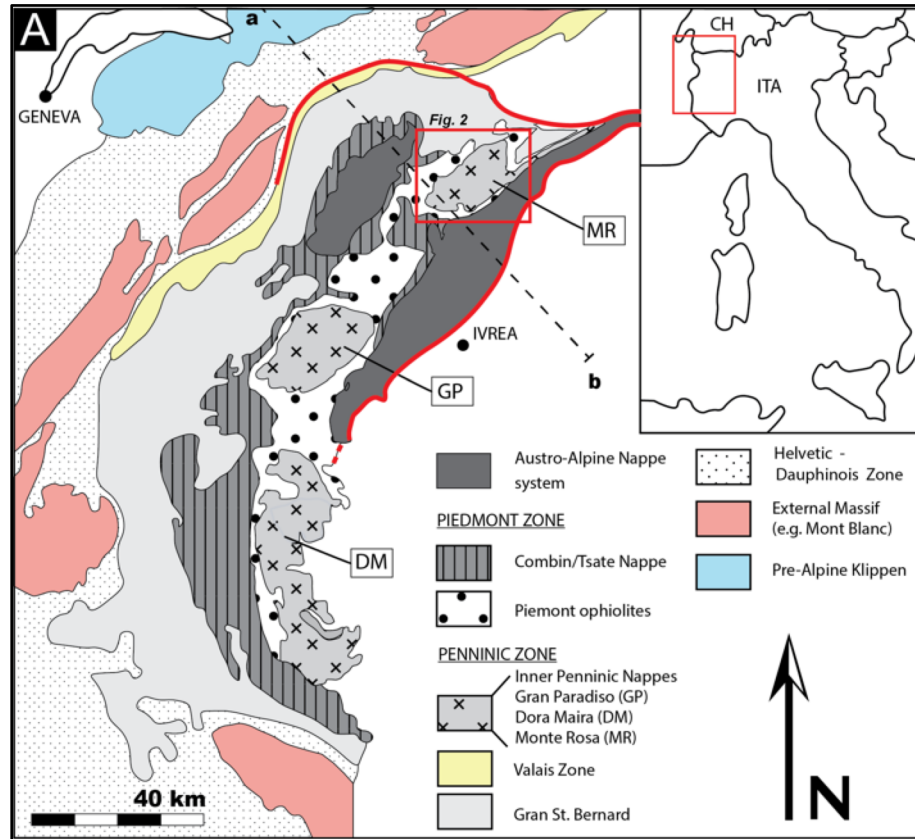 A
a
CH
ITA
GENEVA
Fig. 2
MR
IVREA
b
GP
DM
Austro-Alpine Nappe
system
PIEDMONT ZONE
Combin/Tsate Nappe
Piemont ophiolites
PENNINIC ZONE
Inner Penninic Nappes
Gran Paradiso (GP)
Dora Maira (DM)
Monte Rosa (MR)
Valais Zone
Gran St. Bernard
Helvetic -
Dauphinois Zone
External Massif
(e.g. Mont Blanc)
Pre-Alpine Klippen
40 km
N